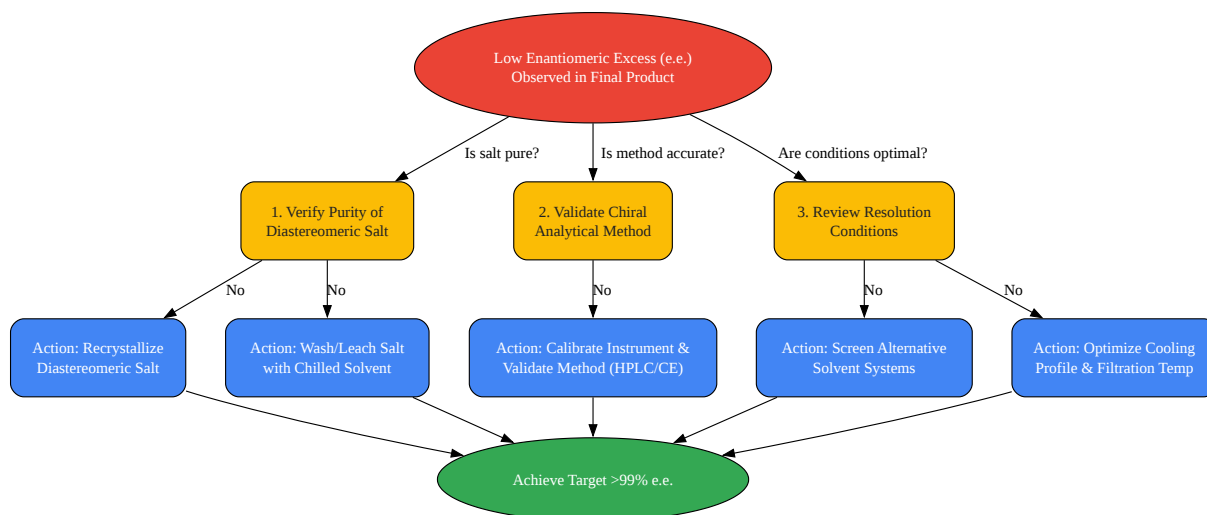 Low Enantiomeric Excess (e.e.)
Observed in Final Product
Is salt pure?
Is method accurate?
Are conditions optimal?
1. Verify Purity of
Diastereomeric Salt
2. Validate Chiral
Analytical Method
3. Review Resolution
Conditions
No
No
No
No
No
Action: Recrystallize
Diastereomeric Salt
Action: Wash/Leach Salt
with Chilled Solvent
Action: Calibrate Instrument &
Validate Method (HPLC/CE)
Action: Screen Alternative
Solvent Systems
Action: Optimize Cooling
Profile & Filtration Temp
Achieve Target >99% e.e.